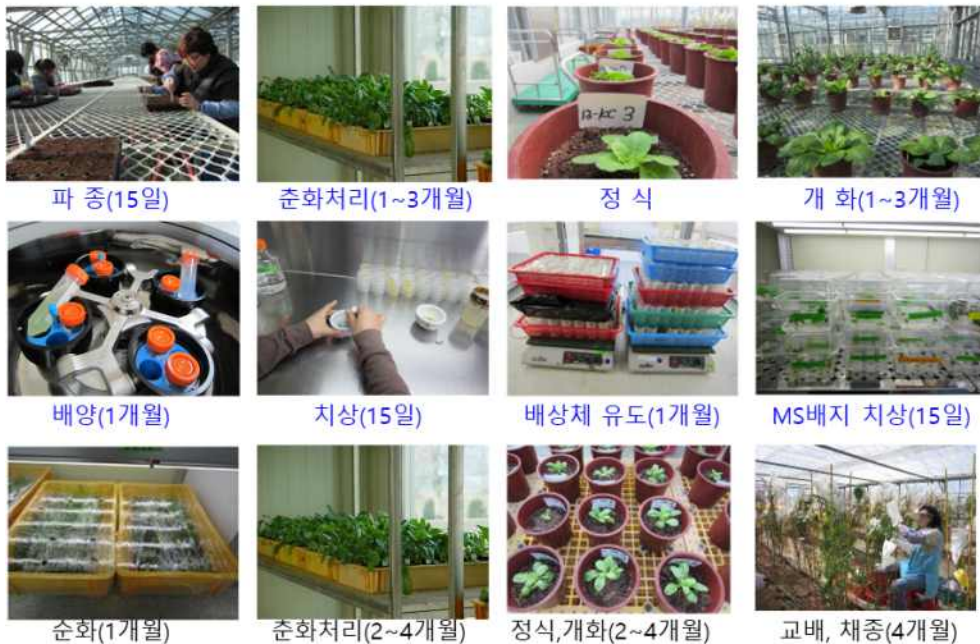 12-KC 3
파 종(15일)
춘화처리(1~3개월)
정 식
개 화(1~3개월)
배양(1개월)
치상(15일)
배상체 유도(1개월)
MS배지 치상(15일)
순화(1개월)
춘화처리(2~4개월)
정식,개화(2~4개월)
교배, 채종(4개월)